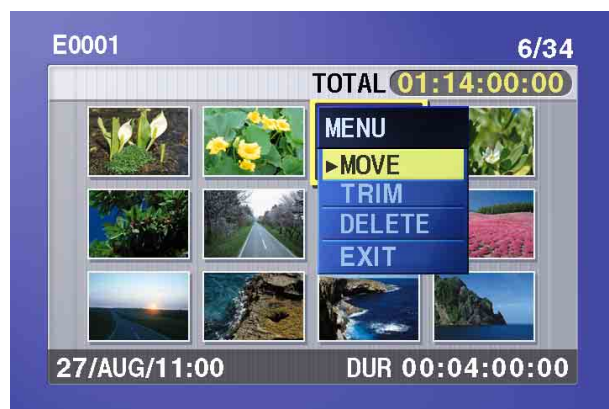 E0001
6/34
TOTAL 01:14:00:00
MENU
►MOVE
TRIM
DELETE
EXIT
27/AUG/11:00
DUR 00:04:00:00